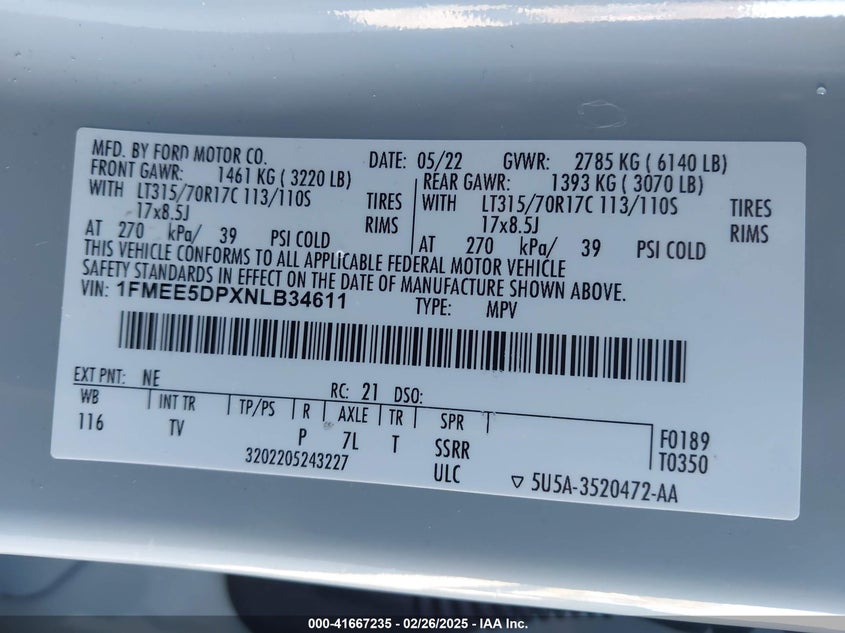 MFD. BY FORD MOTOR CO. DATE: 05/22 GVWR: 2785 KG ( 6140 LB)
FRONT GAWR: 1461 KG ( 3220 LB) REAR GAWR: 1393 KG ( 3070 LB)
WITH LT315/70R17C 113/110S TIRES WITH LT315/70R17C 113/110S TIRES
17x8.5J RIMS 17x8.5J RIMS
AT 270 kPa/ 39 PSI COLD AT 270 kPa/ 39 PSI COLD
THIS VEHICLE CONFORMS TO ALL APPLICABLE FEDERAL MOTOR VEHICLE
SAFETY STANDARDS IN EFFECT ON THE DATE OF MANUFACTURE SHOWN ABOVE.
VIN: 1FMEE5DPXNLB34611 TYPE: MPV
EXT PNT: NE RC: 21 DSO:
WB INT TR TP/PS R AXLE TR SPR F0189
116 TV P 7L T SSRR T0350
3202205243227 ULC 5U5A-3520472-AA
000-41667235 - 02/26/2025 - IAA Inc.